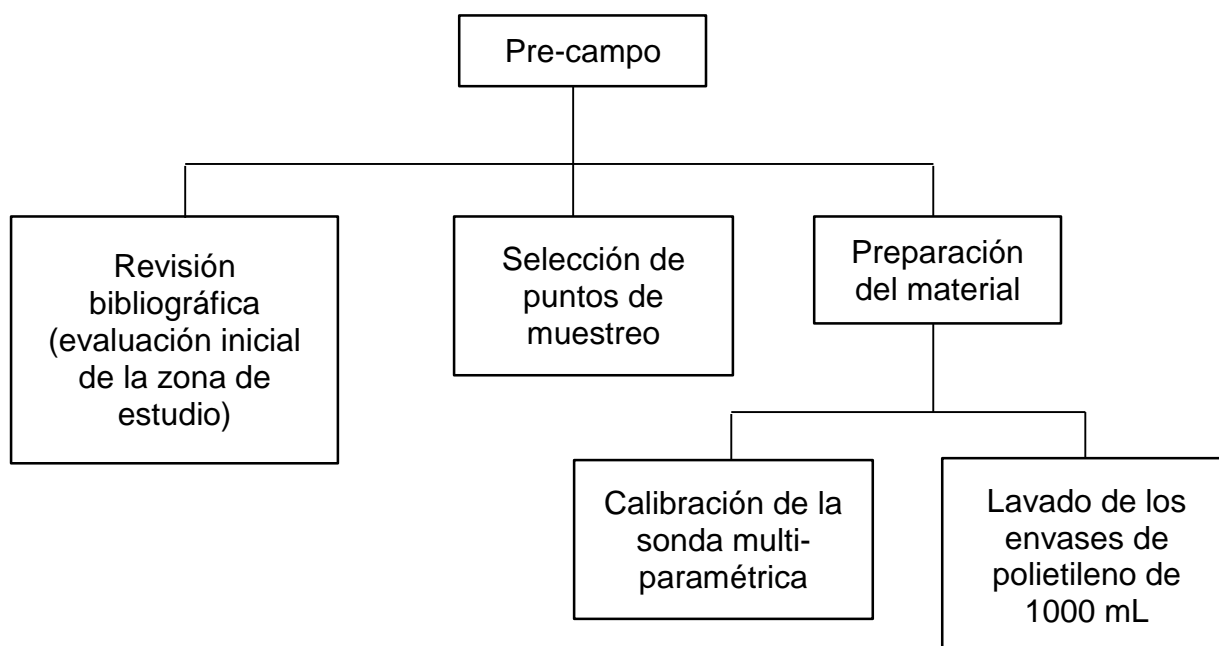 Pre-campo
Revisión
bibliográfica
(evaluación inicial
de la zona de
estudio)
Selección de
puntos de
muestreo
Preparación
del material
Calibración de la
sonda multi-
paramétrica
Lavado de los
envases de
polietileno de
1000 mL